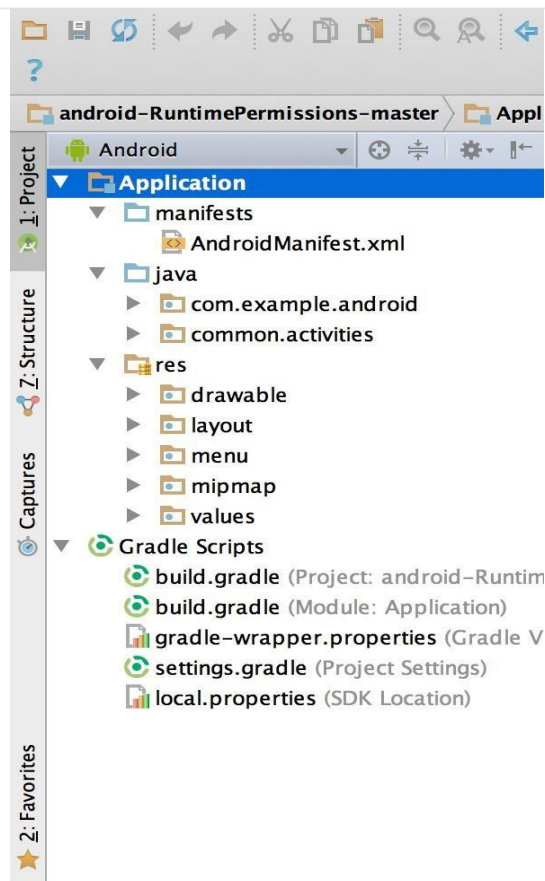 ?
android-RuntimePermissions-master
Appl
Android
1: Project
7: Structure
Captures
2: Favorites
Application
manifests
AndroidManifest.xml
java
com.example.android
common.activities
res
drawable
layout
menu
mipmap
values
Gradle Scripts
build.gradle (Project: android-Runtim
build.gradle (Module: Application)
gradle-wrapper.properties (Gradle V
settings.gradle (Project Settings)
local.properties (SDK Location)